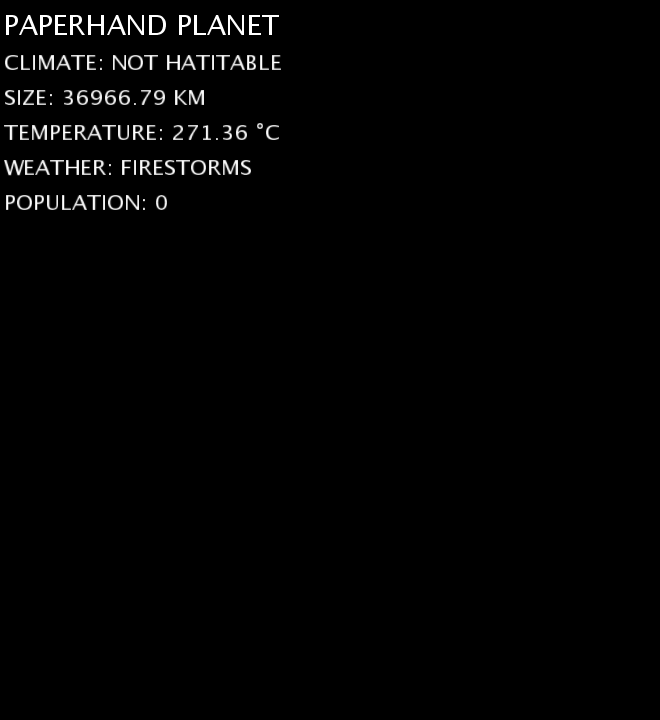 PAPERHAND PLANET
CLIMATE: NOT HATITABLE
SIZE: 36966.79 KM
TEMPERATURE: 271.36 °C
WEATHER: FIRESTORMS
POPULATION: 0